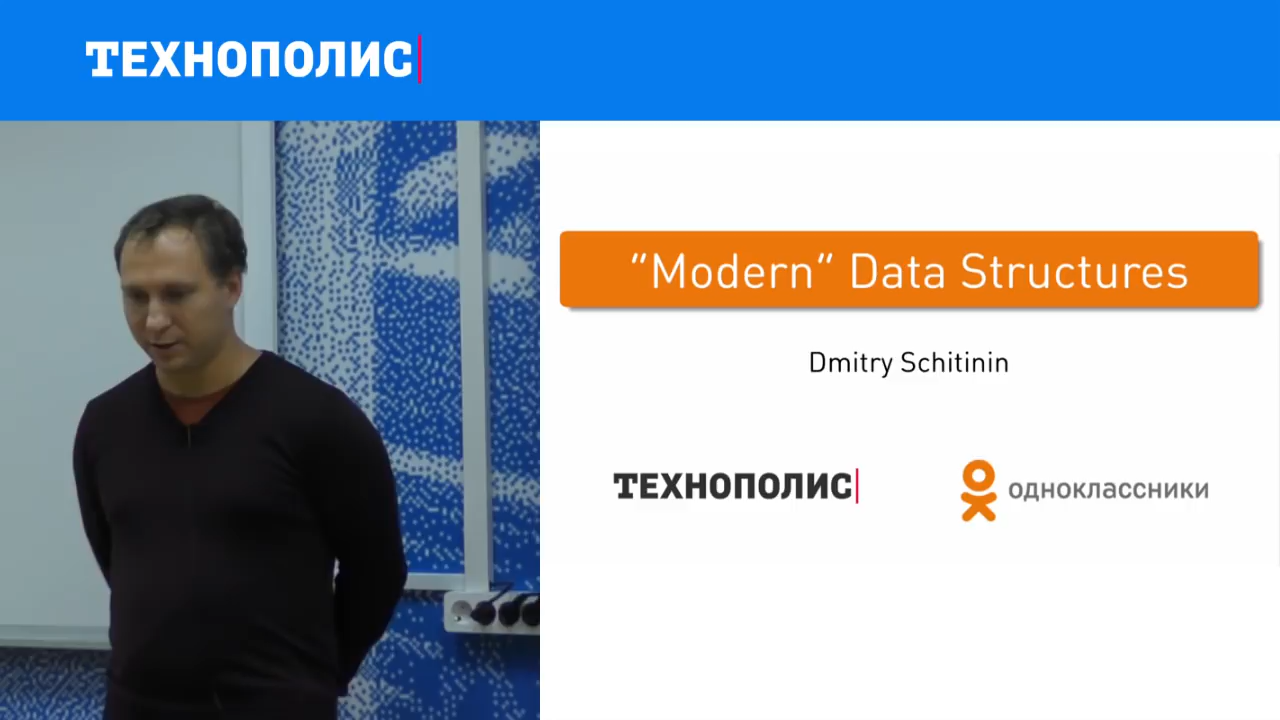 ТЕХНОПОЛИС
“Modern“ Data Structures
Dmitry Schitinin
ТЕХНОПОЛИС
одноклассники